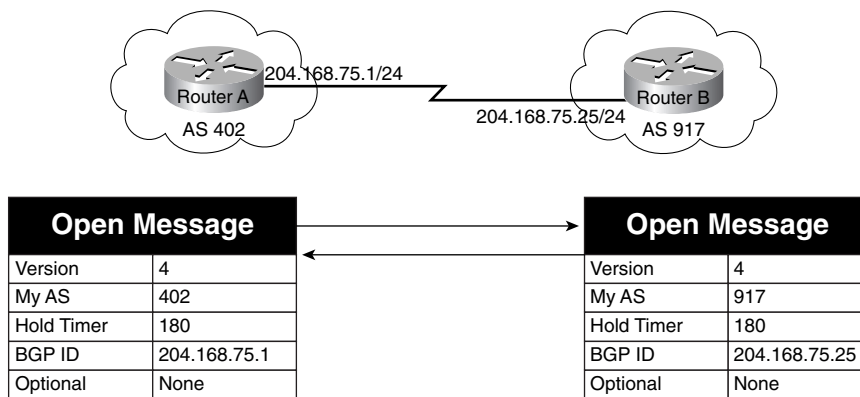 204.168.75.1/24
Router A
AS 402
204.168.75.25/24
Router B
AS 917
Open Message
Version 4
My AS 402
Hold Timer 180
BGP ID 204.168.75.1
Optional None
Open Message
Version 4
My AS 917
Hold Timer 180
BGP ID 204.168.75.25
Optional None